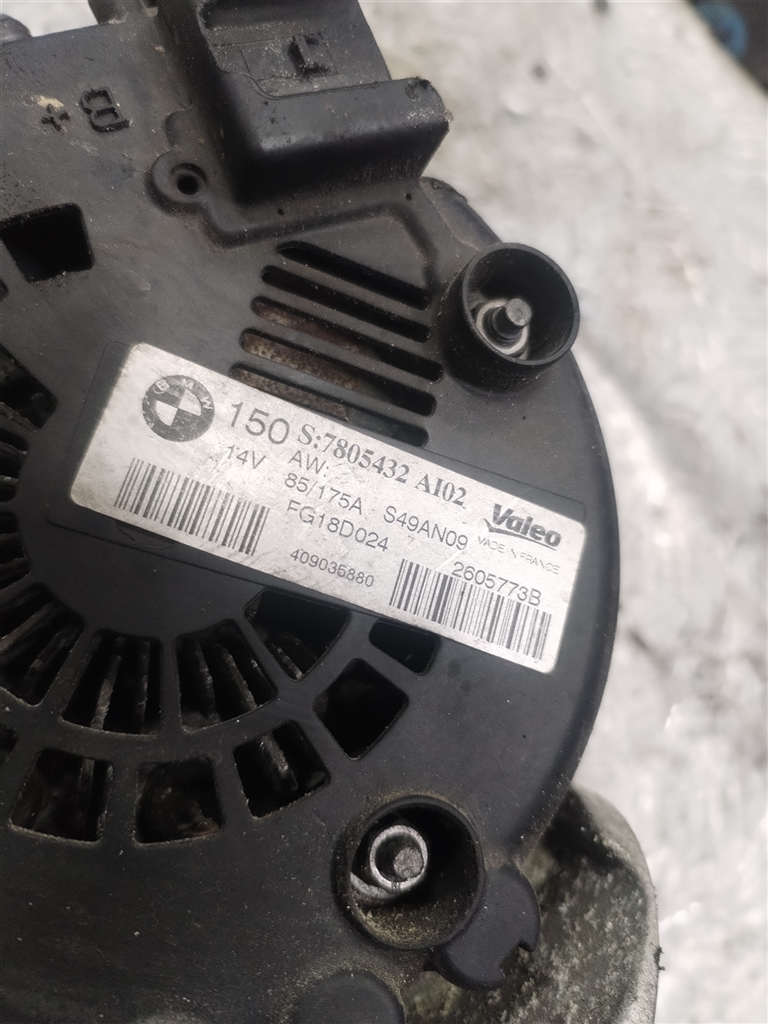 B+
BMW
150 S:7805432 AI02
14V AW:
85/175A S49AN09
FG18D024
Valeo
MADE IN FRANCE
409035880
2605773B